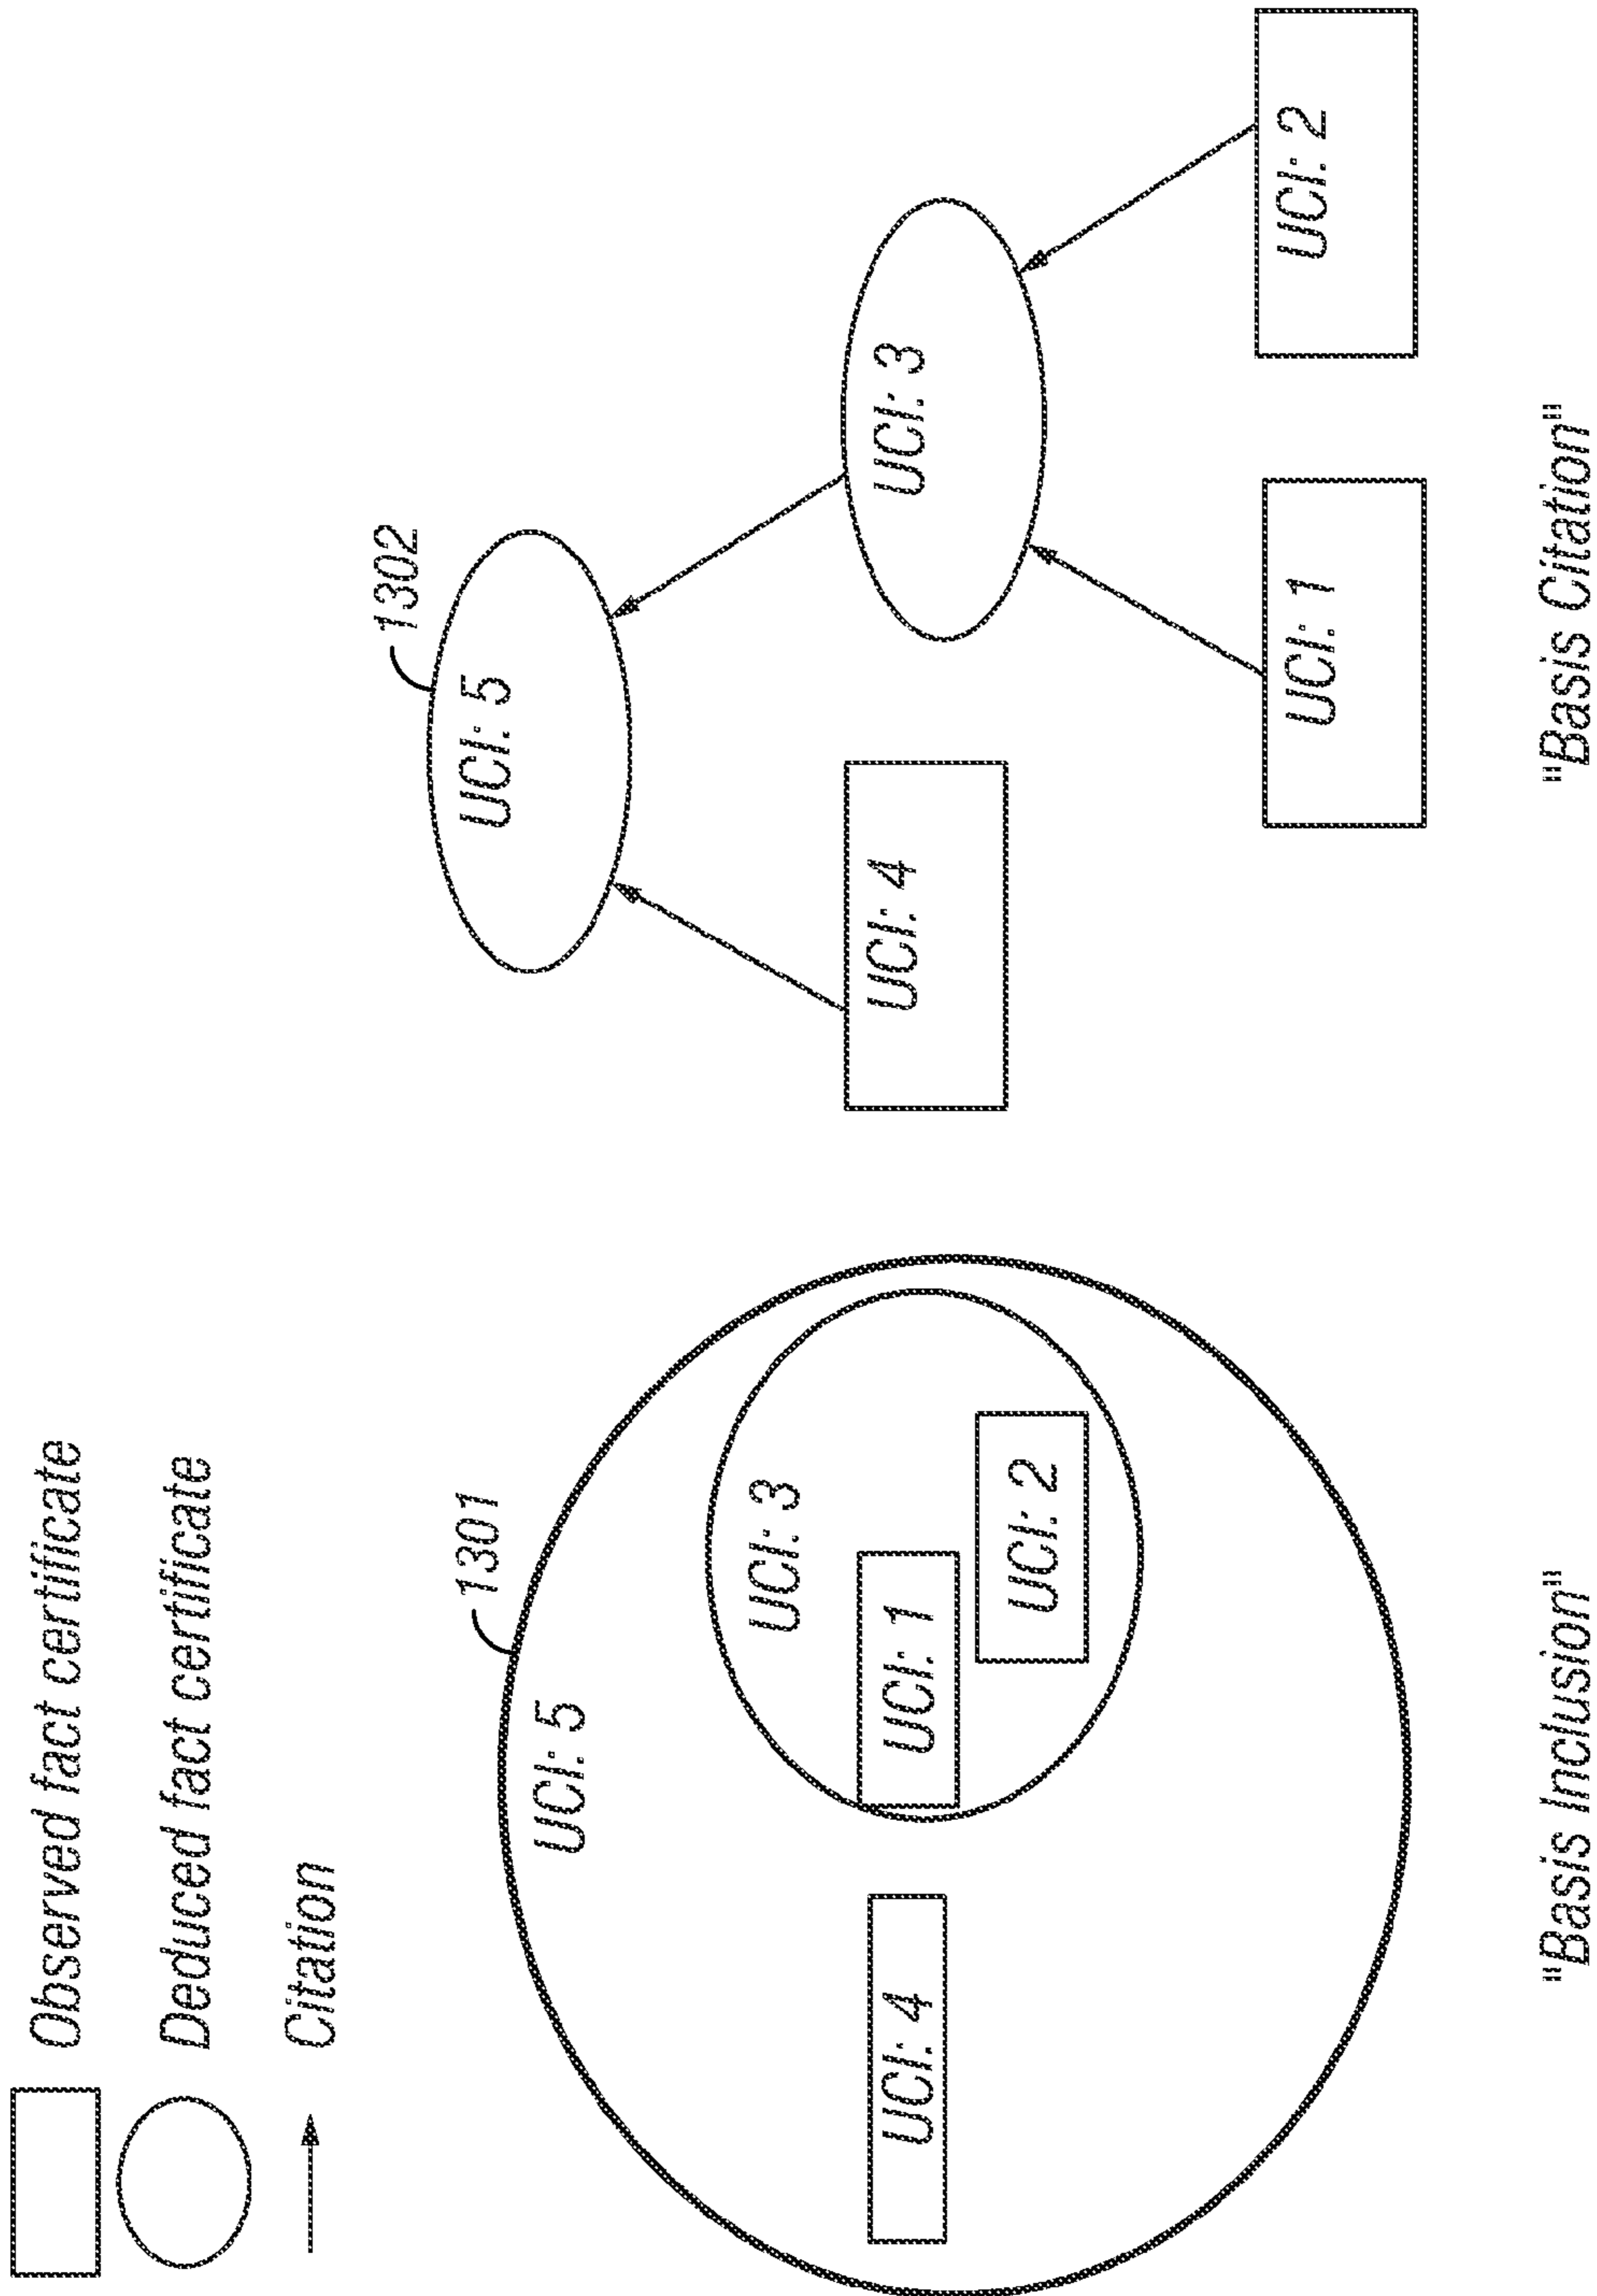 Observed fact certificate
Deduced fact certificate
Citation
1301
UCI: 5
UCI: 3
UCI: 4
UCI: 1
UCI: 2
"Basis Inclusion"
1302
UCI: 5
UCI: 4
UCI: 3
UCI: 1
UCI: 2
"Basis Citation"